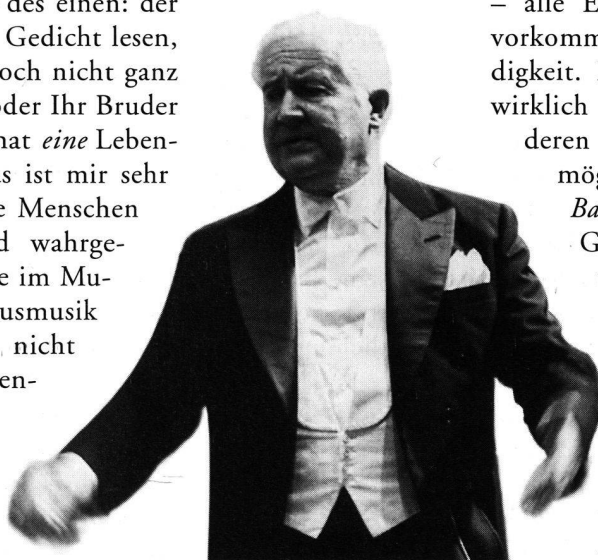 des einen: der
Gedicht lesen,
och nicht ganz
oder Ihr Bruder
hat eine Leben-
s ist mir sehr
e Menschen
d wahrge-
e im Mu-
usmusik
nicht
en-
– alle E
vorkomm
digkeit.
wirklich
deren
mög
Ba
G